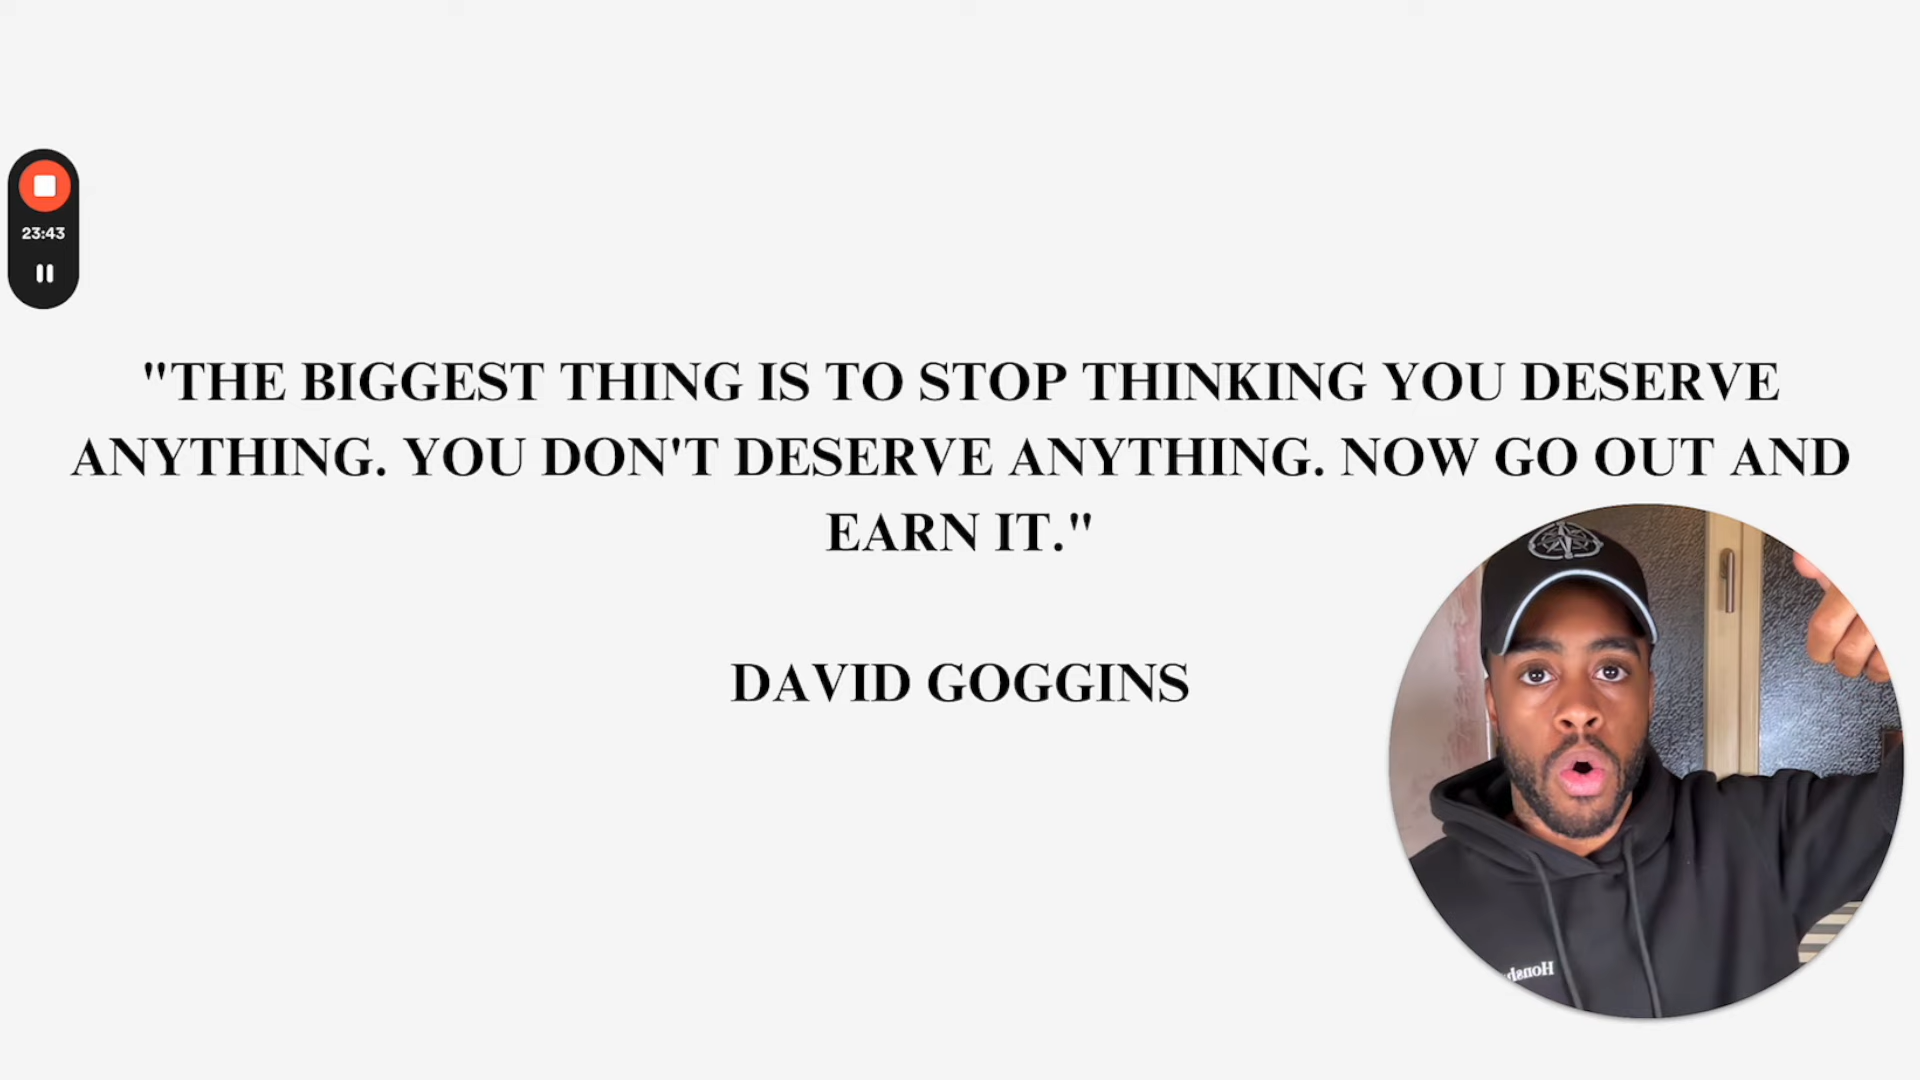 23:43
"THE BIGGEST THING IS TO STOP THINKING YOU DESERVE
ANYTHING. YOU DON'T DESERVE ANYTHING. NOW GO OUT AND
EARN IT."
DAVID GOGGINS